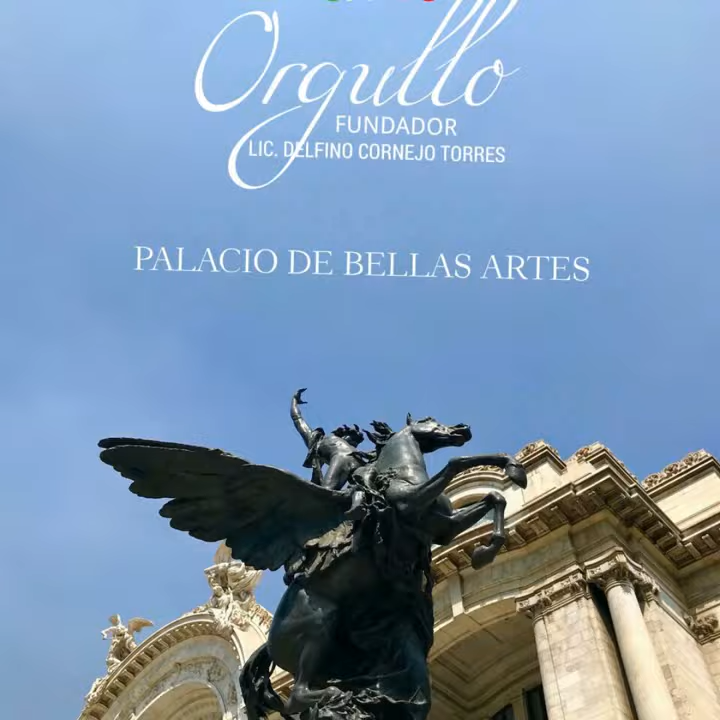 Orgullo
FUNDADOR
LIC. DELFINO CORNEJO TORRES
PALACIO DE BELLAS ARTES